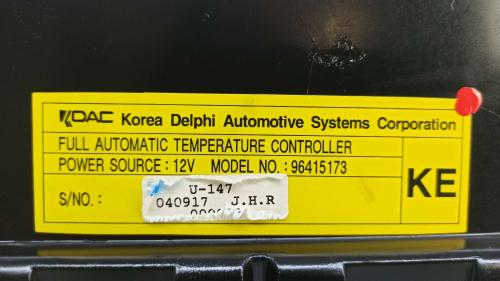 KDAC Korea Delphi Automotive Systems Corporation
FULL AUTOMATIC TEMPERATURE CONTROLLER
POWER SOURCE : 12V MODEL NO. : 96415173
KE
S/NO. :
U-147
040917 J.H.R